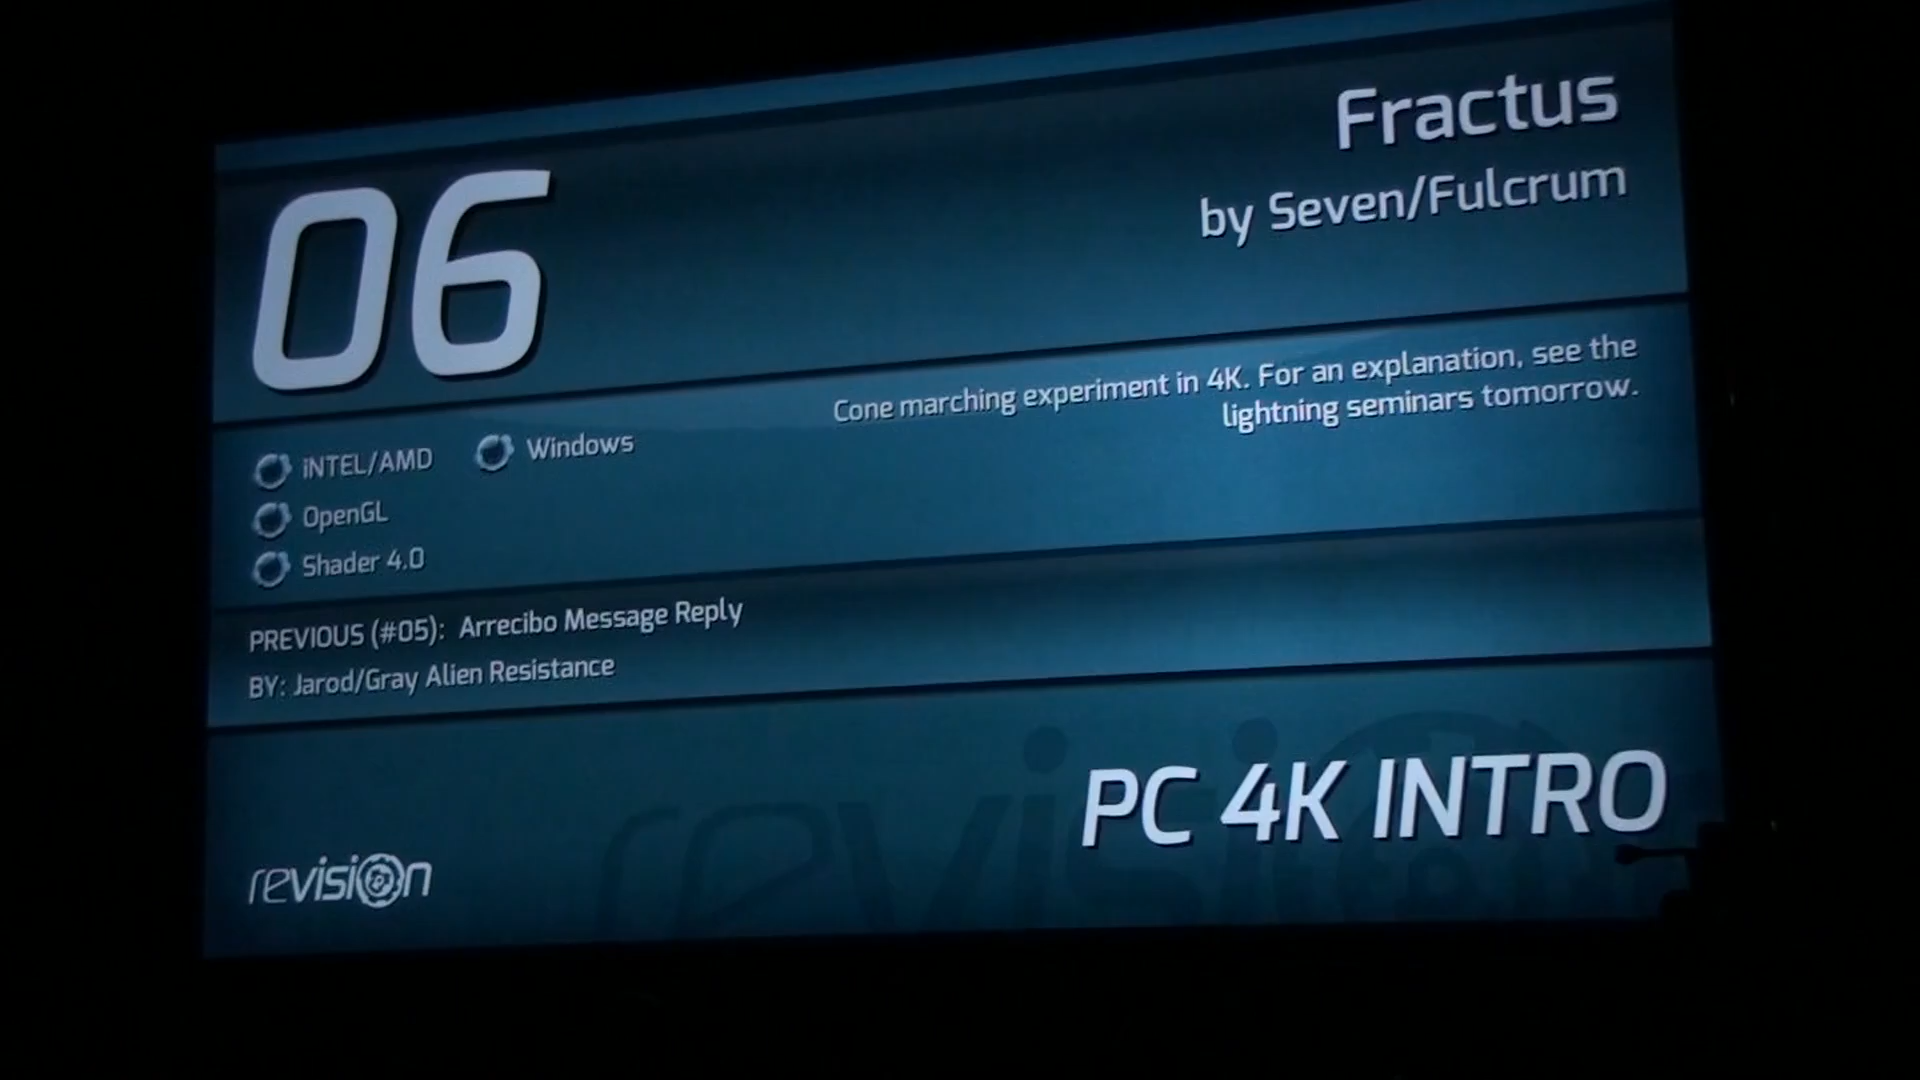 06
Fractus
by Seven/Fulcrum
Cone marching experiment in 4K. For an explanation, see the
lightning seminars tomorrow.
iNTEL/AMD
Windows
OpenGL
Shader 4.0
PREVIOUS (#05): Arrecibo Message Reply
BY: Jarod/Gray Alien Resistance
revision
PC 4K INTRO
revision